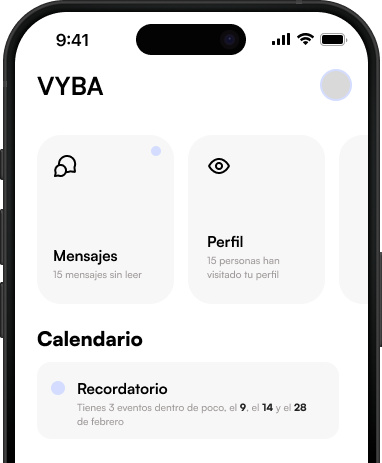 9:41
VYBA
Mensajes
15 mensajes sin leer
Perfil
15 personas han
visitado tu perfil
Calendario
Recordatorio
Tienes 3 eventos dentro de poco, el 9, el 14 y el 28
de febrero